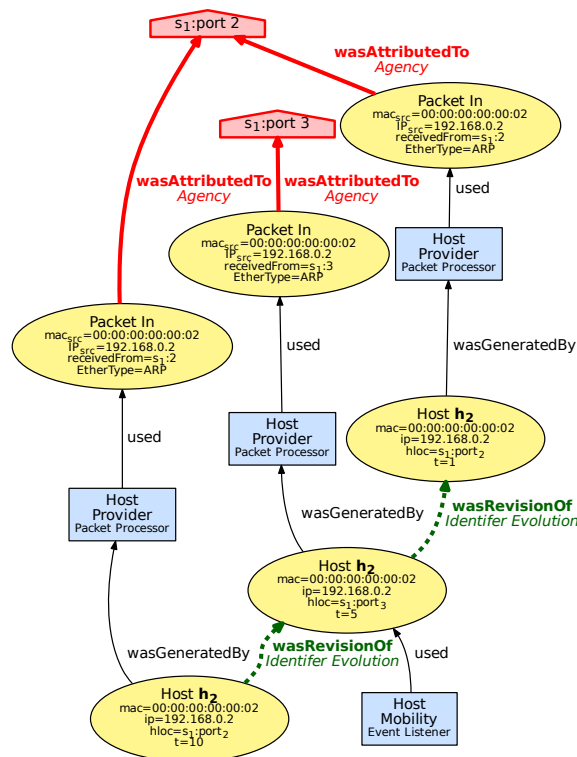 s1:port 2
wasAttributedTo
Agency
Packet In
macsrc=00:00:00:00:00:02
IPsrc=192.168.0.2
receivedFrom=s1:2
EtherType=ARP
s1:port 3
wasAttributedTo
Agency
wasAttributedTo
Agency
used
Packet In
macsrc=00:00:00:00:00:02
IPsrc=192.168.0.2
receivedFrom=s1:3
EtherType=ARP
Host
Provider
Packet Processor
Packet In
macsrc=00:00:00:00:00:02
IPsrc=192.168.0.2
receivedFrom=s1:2
EtherType=ARP
used
wasGeneratedBy
Host h2
mac=00:00:00:00:00:02
ip=192.168.0.2
hloc=s1:port2
t=1
used
Host
Provider
Packet Processor
Host
Provider
Packet Processor
wasGeneratedBy
wasRevisionOf
Identifer Evolution
Host h2
mac=00:00:00:00:00:02
ip=192.168.0.2
hloc=s1:port3
t=5
wasGeneratedBy
wasRevisionOf
Identifer Evolution
used
Host h2
mac=00:00:00:00:00:02
ip=192.168.0.2
hloc=s1:port2
t=10
Host
Mobility
Event Listener